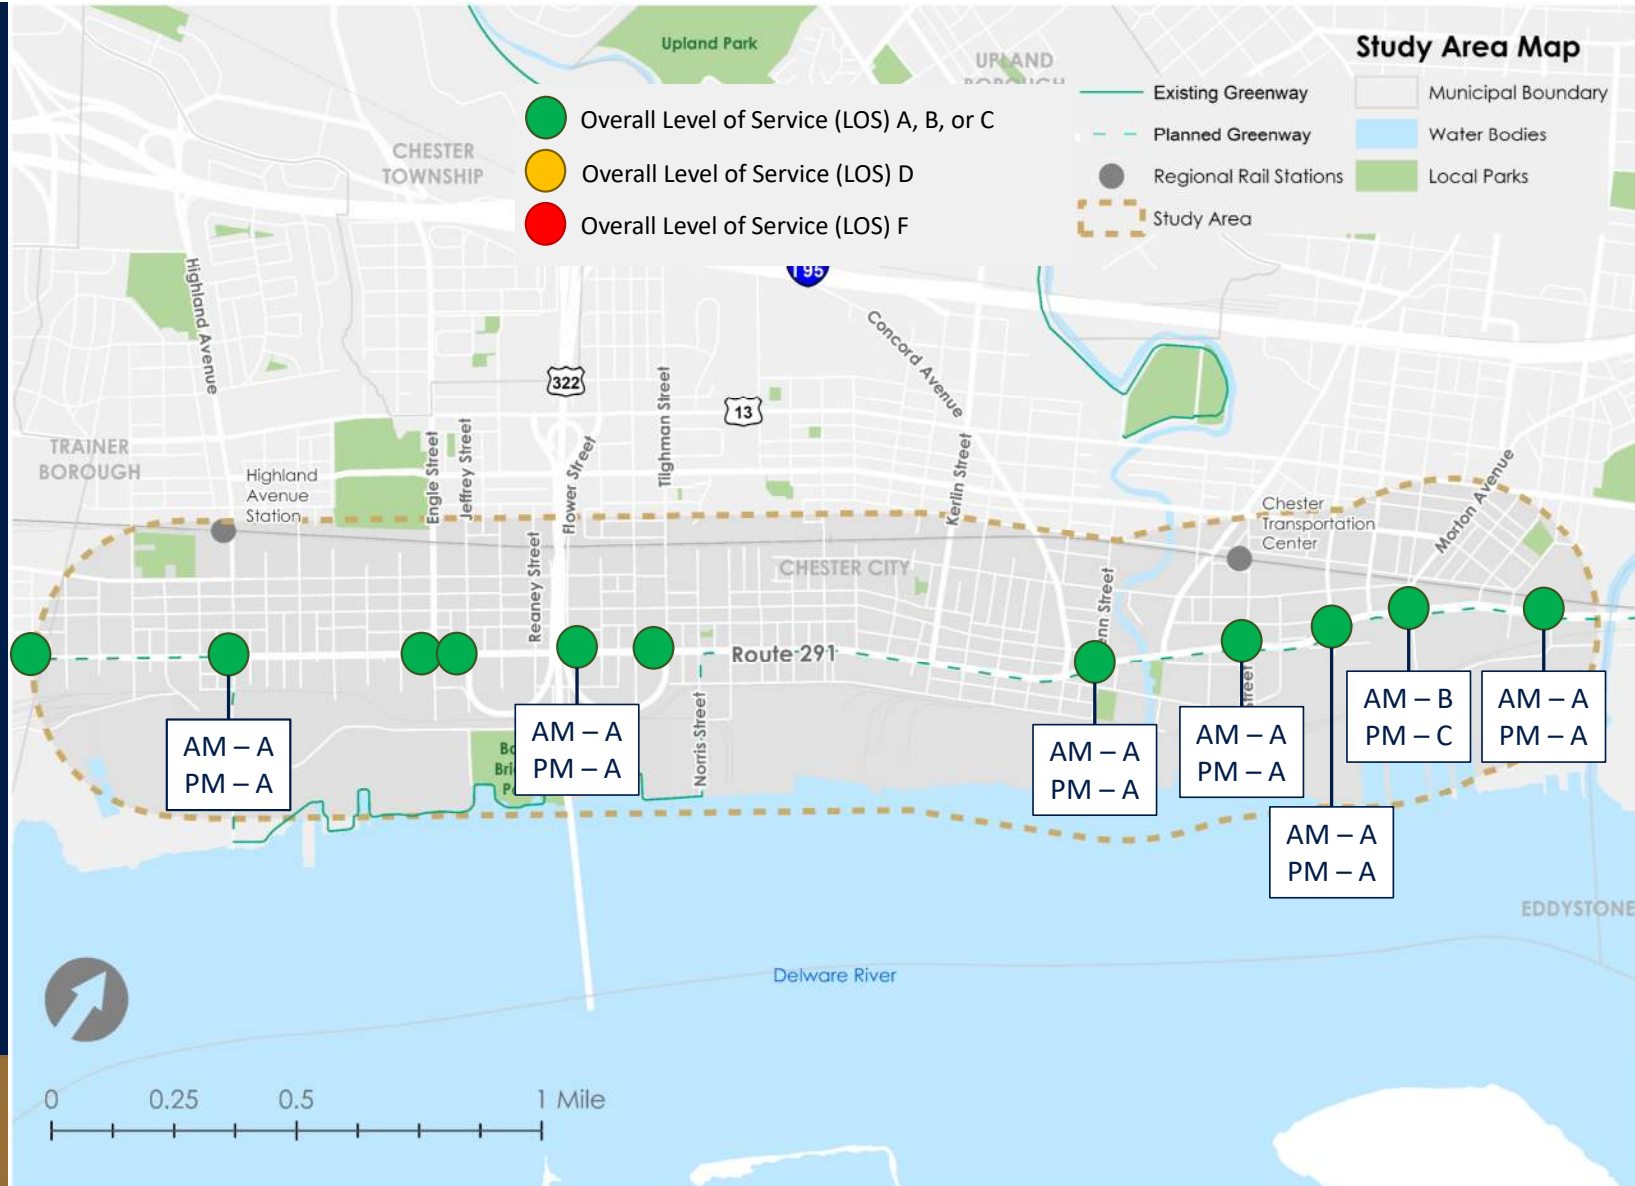 Study Area Map
Existing Greenway
Planned Greenway
Regional Rail Stations
Study Area
Municipal Boundary
Water Bodies
Local Parks
Overall Level of Service (LOS) A, B, or C
Overall Level of Service (LOS) D
Overall Level of Service (LOS) F
Upland Park
UPLAND
BOROUGH
CHESTER
TOWNSHIP
I 95
Highland Avenue
Concord Avenue
322
13
TRAINER
BOROUGH
Highland
Avenue
Station
Engle Street
Jeffrey Street
Flower Street
Tilghman Street
Kerlin Street
Chester
Transportation
Center
Morton Avenue
Reaney Street
CHESTER CITY
Street
Route 291
Norris Street
Street
AM – A
PM – A
AM – A
PM – A
AM – A
PM – A
AM – A
PM – A
AM – A
PM – A
AM – B
PM – C
AM – A
PM – A
EDDYSTONE
Delware River
0 0.25 0.5 1 Mile